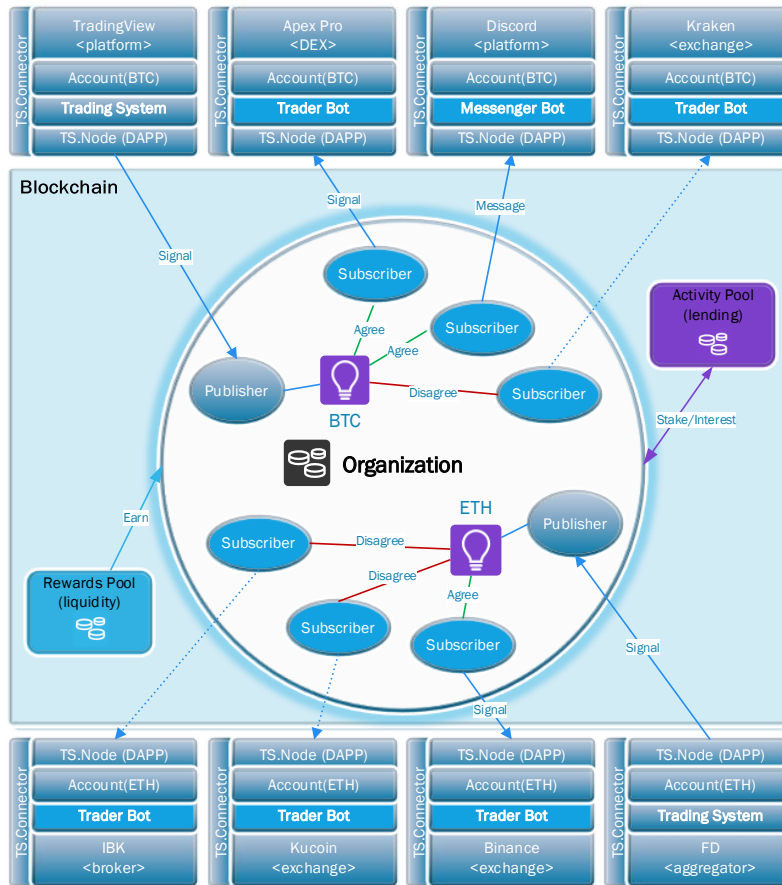 TS.Connector
TradingView
<platform>
Account(BTC)
Trading System
TS.Node (DAPP)
TS.Connector
Apex Pro
<DEX>
Account(BTC)
Trader Bot
TS.Node (DAPP)
TS.Connector
Discord
<platform>
Account(BTC)
Messenger Bot
TS.Node (DAPP)
TS.Connector
Kraken
<exchange>
Account(BTC)
Trader Bot
TS.Node (DAPP)
Blockchain
Signal
Message
Signal
Subscriber
Activity Pool
(lending)
Subscriber
Agree
Agree
Publisher
Disagree
Subscriber
BTC
Stake/Interest
Organization
ETH
Earn
Publisher
Subscriber
Disagree
Disagree
Rewards Pool
(liquidity)
Agree
Subscriber
Subscriber
Signal
Signal
TS.Connector
TS.Node (DAPP)
Account(ETH)
Trader Bot
IBK
<broker>
TS.Connector
TS.Node (DAPP)
Account(ETH)
Trader Bot
Kucoin
<exchange>
TS.Connector
TS.Node (DAPP)
Account(ETH)
Trader Bot
Binance
<exchange>
TS.Connector
TS.Node (DAPP)
Account(ETH)
Trading System
FD
<aggregator>